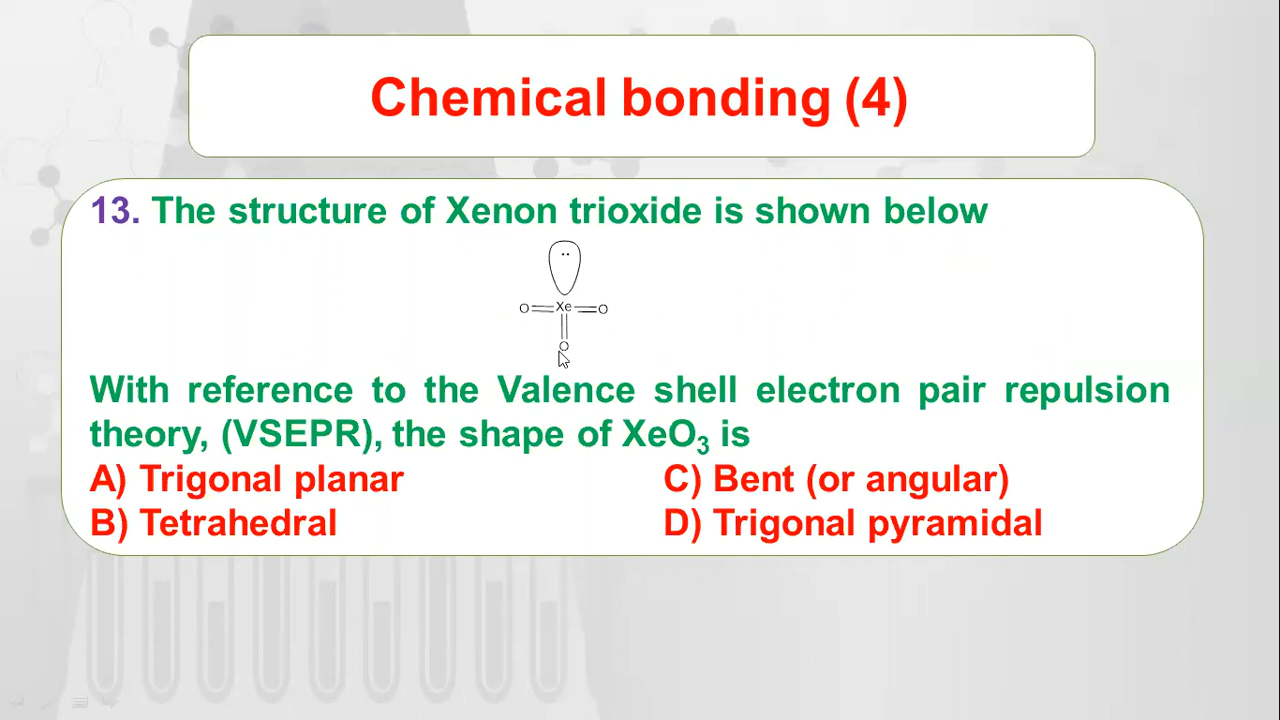 Chemical bonding (4)
13. The structure of Xenon trioxide is shown below
..
O Xe O
O
With reference to the Valence shell electron pair repulsion
theory, (VSEPR), the shape of XeO₃ is
A) Trigonal planar C) Bent (or angular)
B) Tetrahedral D) Trigonal pyramidal